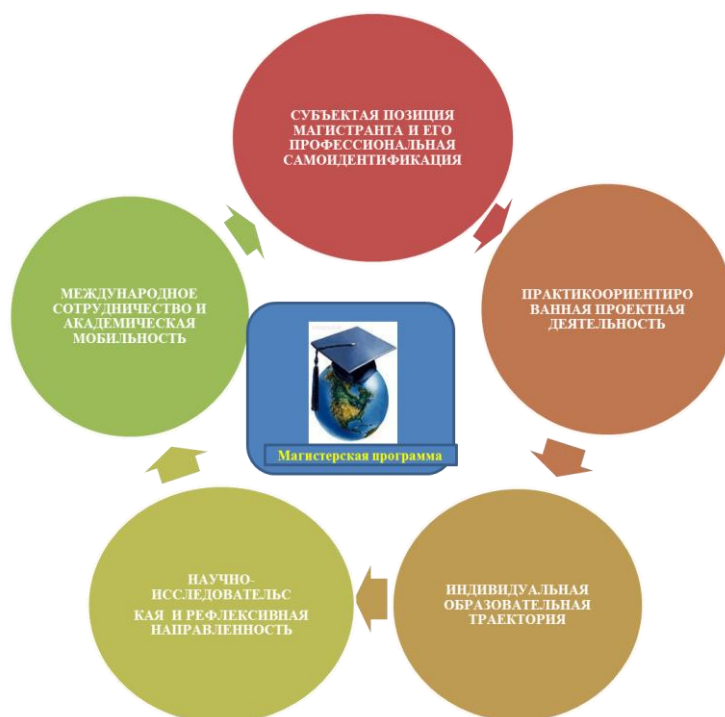 СУБЪЕКТАЯ ПОЗИЦИЯ
МАГИСТРАНТА И ЕГО
ПРОФЕССИОНАЛЬНАЯ
САМОИДЕНТИФИКАЦИЯ
ПРАКТИКООРИЕНТИРО
ВАННАЯ ПРОЕКТНАЯ
ДЕЯТЕЛЬНОСТЬ
ИНДИВИДУАЛЬНАЯ
ОБРАЗОВАТЕЛЬНАЯ
ТРАЕКТОРИЯ
НАУЧНО-
ИССЛЕДОВАТЕЛЬС
КАЯ И РЕФЛЕКСИВНАЯ
НАПРАВЛЕННОСТЬ
МЕЖДУНАРОДНОЕ
СОТРУДНИЧЕСТВО И
АКАДЕМИЧЕСКАЯ
МОБИЛЬНОСТЬ
Магистерская программа